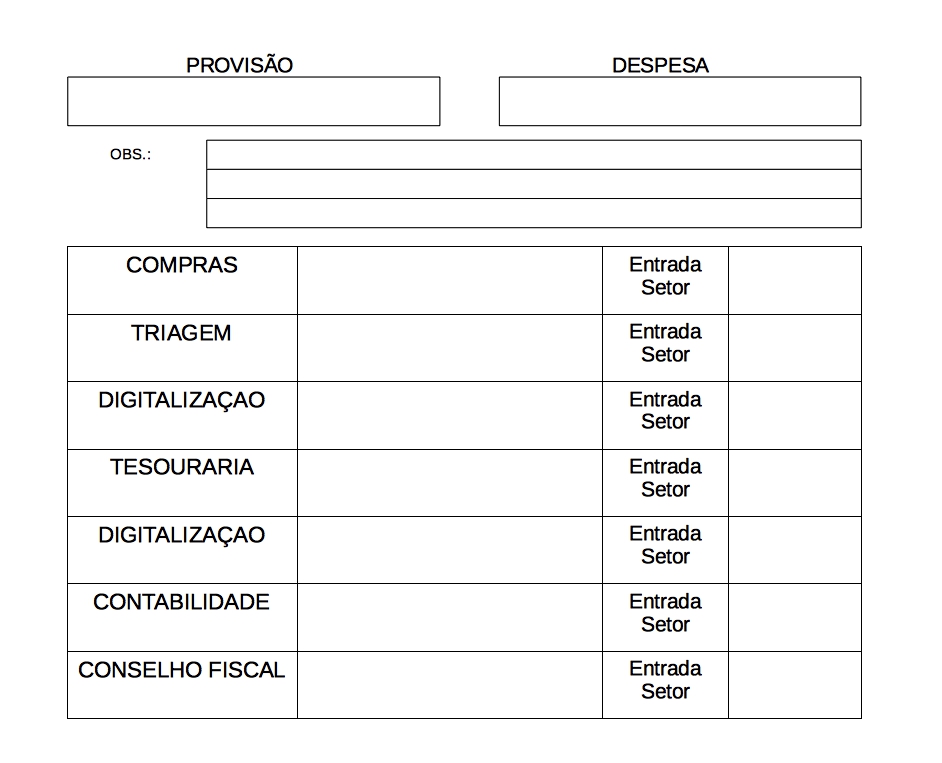 PROVISÃO DESPESA
OBS.:
COMPRAS Entrada
Setor
TRIAGEM Entrada
Setor
DIGITALIZAÇAO Entrada
Setor
TESOURARIA Entrada
Setor
DIGITALIZAÇAO Entrada
Setor
CONTABILIDADE Entrada
Setor
CONSELHO FISCAL Entrada
Setor